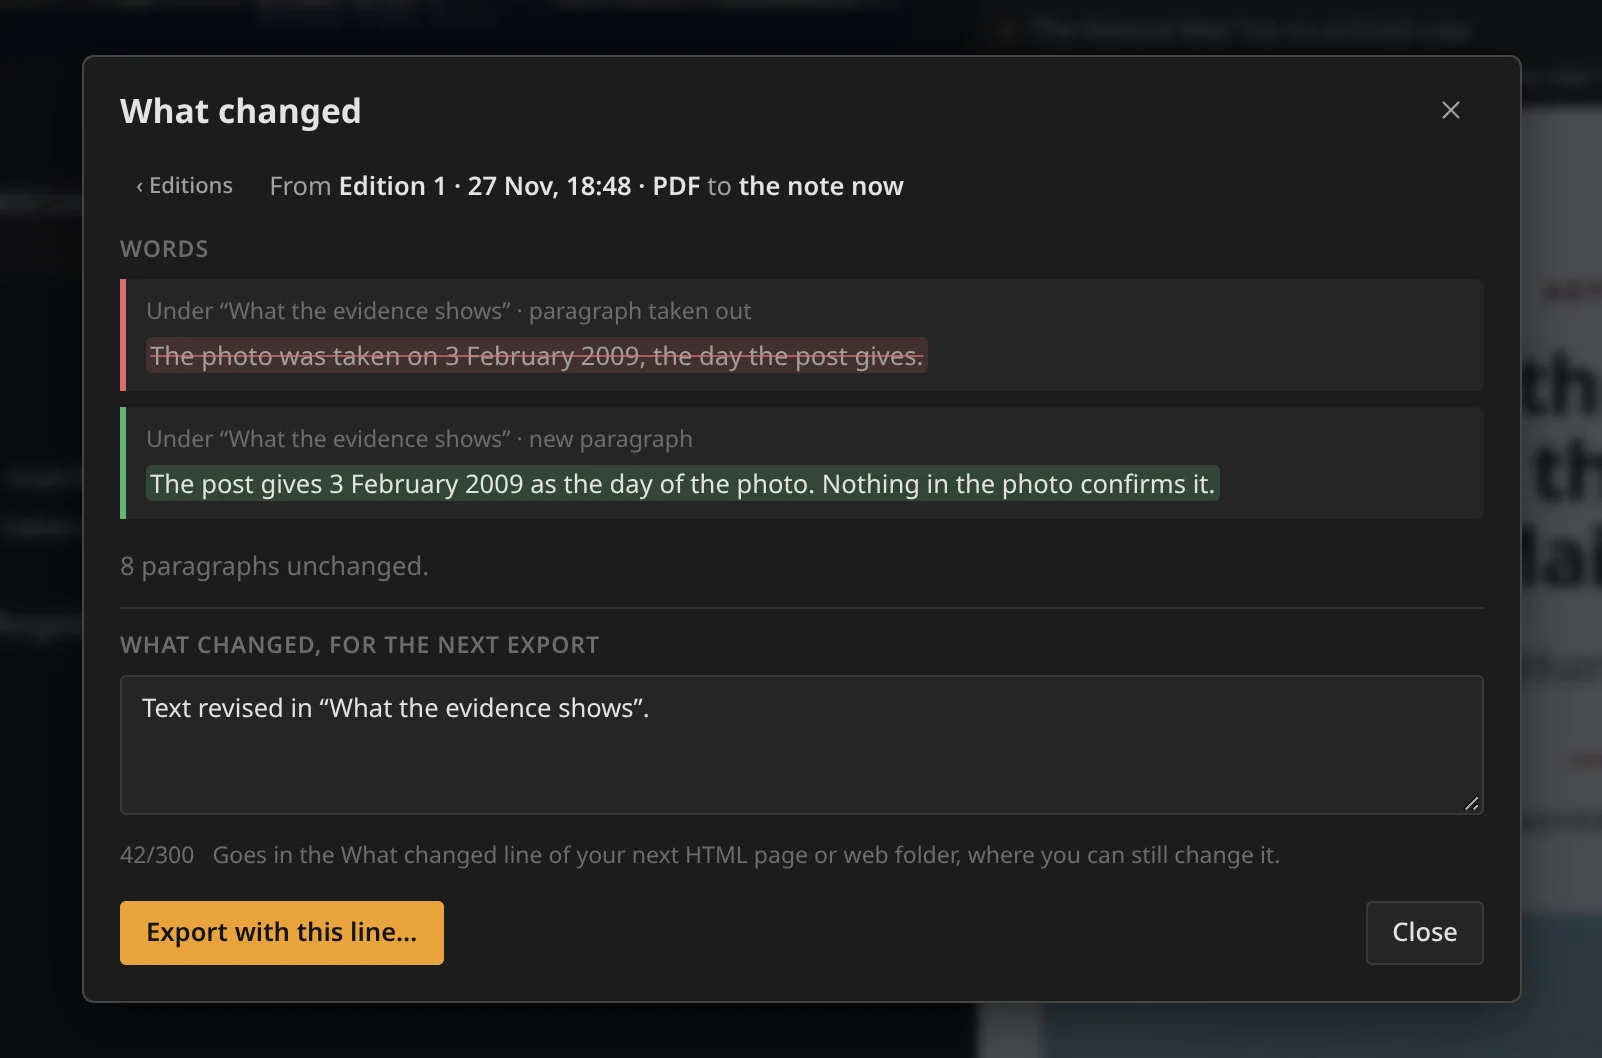 What changed
‹ Editions From Edition 1 · 27 Nov, 18:48 · PDF to the note now
WORDS
Under “What the evidence shows” · paragraph taken out
The photo was taken on 3 February 2009, the day the post gives.
Under “What the evidence shows” · new paragraph
The post gives 3 February 2009 as the day of the photo. Nothing in the photo confirms it.
8 paragraphs unchanged.
WHAT CHANGED, FOR THE NEXT EXPORT
Text revised in “What the evidence shows”.
42/300 Goes in the What changed line of your next HTML page or web folder, where you can still change it.
Export with this line...
Close